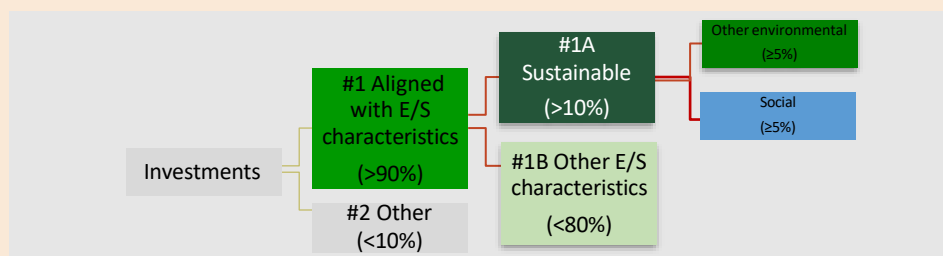 Investments
#1 Aligned
with E/S
characteristics
(>90%)
#2 Other
(<10%)
#1A
Sustainable
(>10%)
#1B Other E/S
characteristics
(<80%)
Other environmental
(≥5%)
Social
(≥5%)